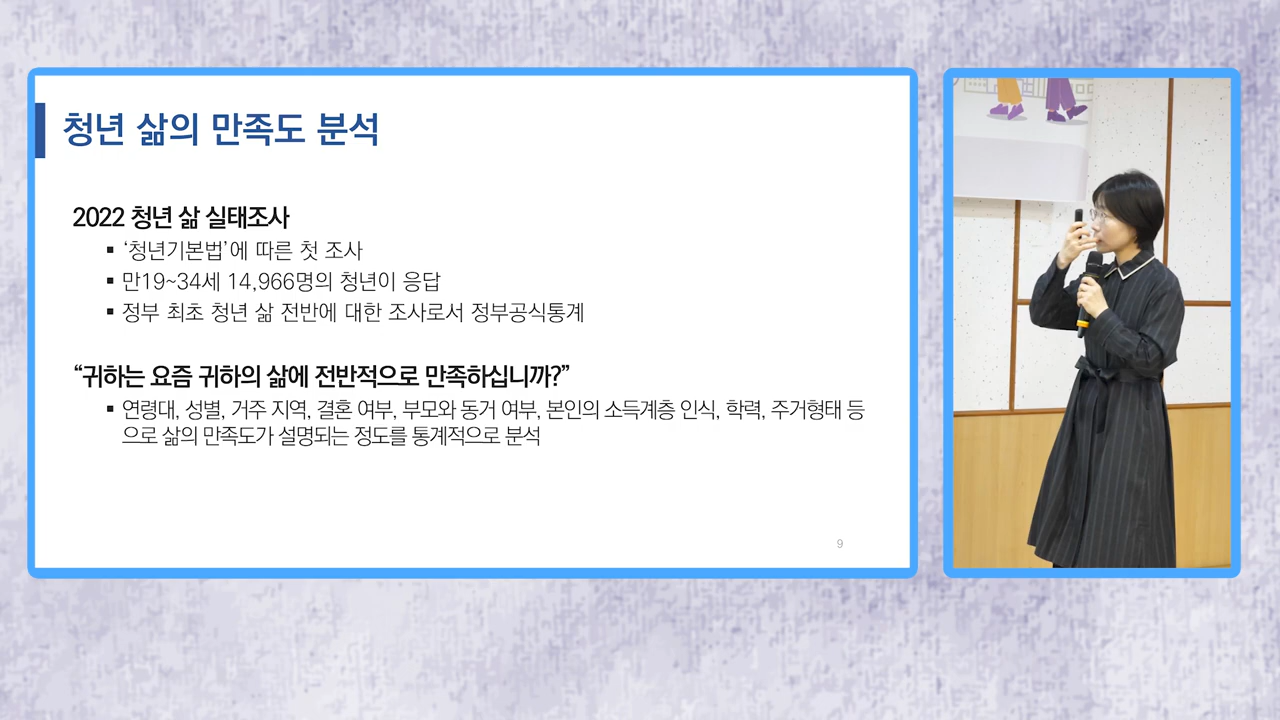 청년 삶의 만족도 분석
2022 청년 삶 실태조사
▪ ‘청년기본법’에 따른 첫 조사
▪ 만19~34세 14,966명의 청년이 응답
▪ 정부 최초 청년 삶 전반에 대한 조사로서 정부공식통계
“귀하는 요즘 귀하의 삶에 전반적으로 만족하십니까?”
▪ 연령대, 성별, 거주 지역, 결혼 여부, 부모와 동거 여부, 본인의 소득계층 인식, 학력, 주거형태 등
으로 삶의 만족도가 설명되는 정도를 통계적으로 분석
9